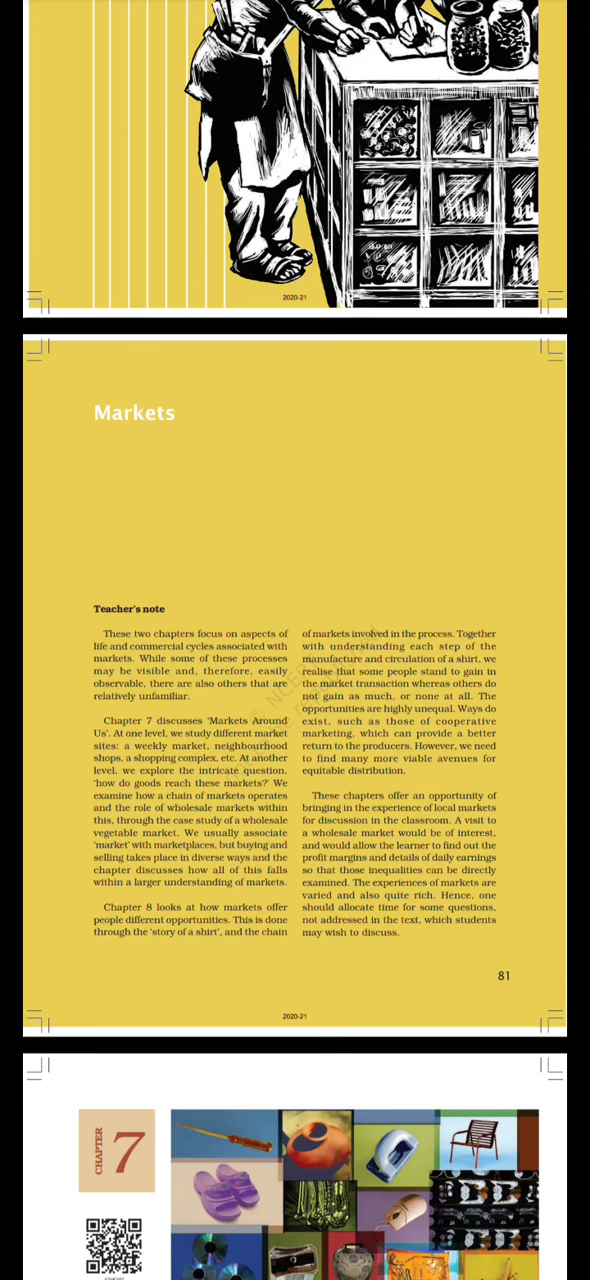 2020-21
Markets
Teacher's note
These two chapters focus on aspects of
life and commercial cycles associated with
markets. While some of these processes
may be visible and, therefore, easily
observable, there are also others that are
relatively unfamiliar.
Chapter 7 discusses 'Markets Around
Us'. At one level, we study different market
sites: a weekly market, neighbourhood
shops, a shopping complex, etc. At another
level, we explore the intricate question,
'how do goods reach these markets?' We
examine how a chain of markets operates
and the role of wholesale markets within
this, through the case study of a wholesale
vegetable market. We usually associate
'market' with marketplaces, but buying and
selling takes place in diverse ways and the
chapter discusses how all of this falls
within a larger understanding of markets.
Chapter 8 looks at how markets offer
people different opportunities. This is done
through the 'story of a shirt', and the chain
of markets involved in the process. Together
with understanding each step of the
manufacture and circulation of a shirt, we
realise that some people stand to gain in
the market transaction whereas others do
not gain as much, or none at all. The
opportunities are highly unequal. Ways do
exist, such as those of cooperative
marketing, which can provide a better
return to the producers. However, we need
to find many more viable avenues for
equitable distribution.
These chapters offer an opportunity of
bringing in the experience of local markets
for discussion in the classroom. A visit to
a wholesale market would be of interest,
and would allow the learner to find out the
profit margins and details of daily earnings
so that those inequalities can be directly
examined. The experiences of markets are
varied and also quite rich. Hence, one
should allocate time for some questions,
not addressed in the text, which students
may wish to discuss.
81
2020-21
CHAPTER
7